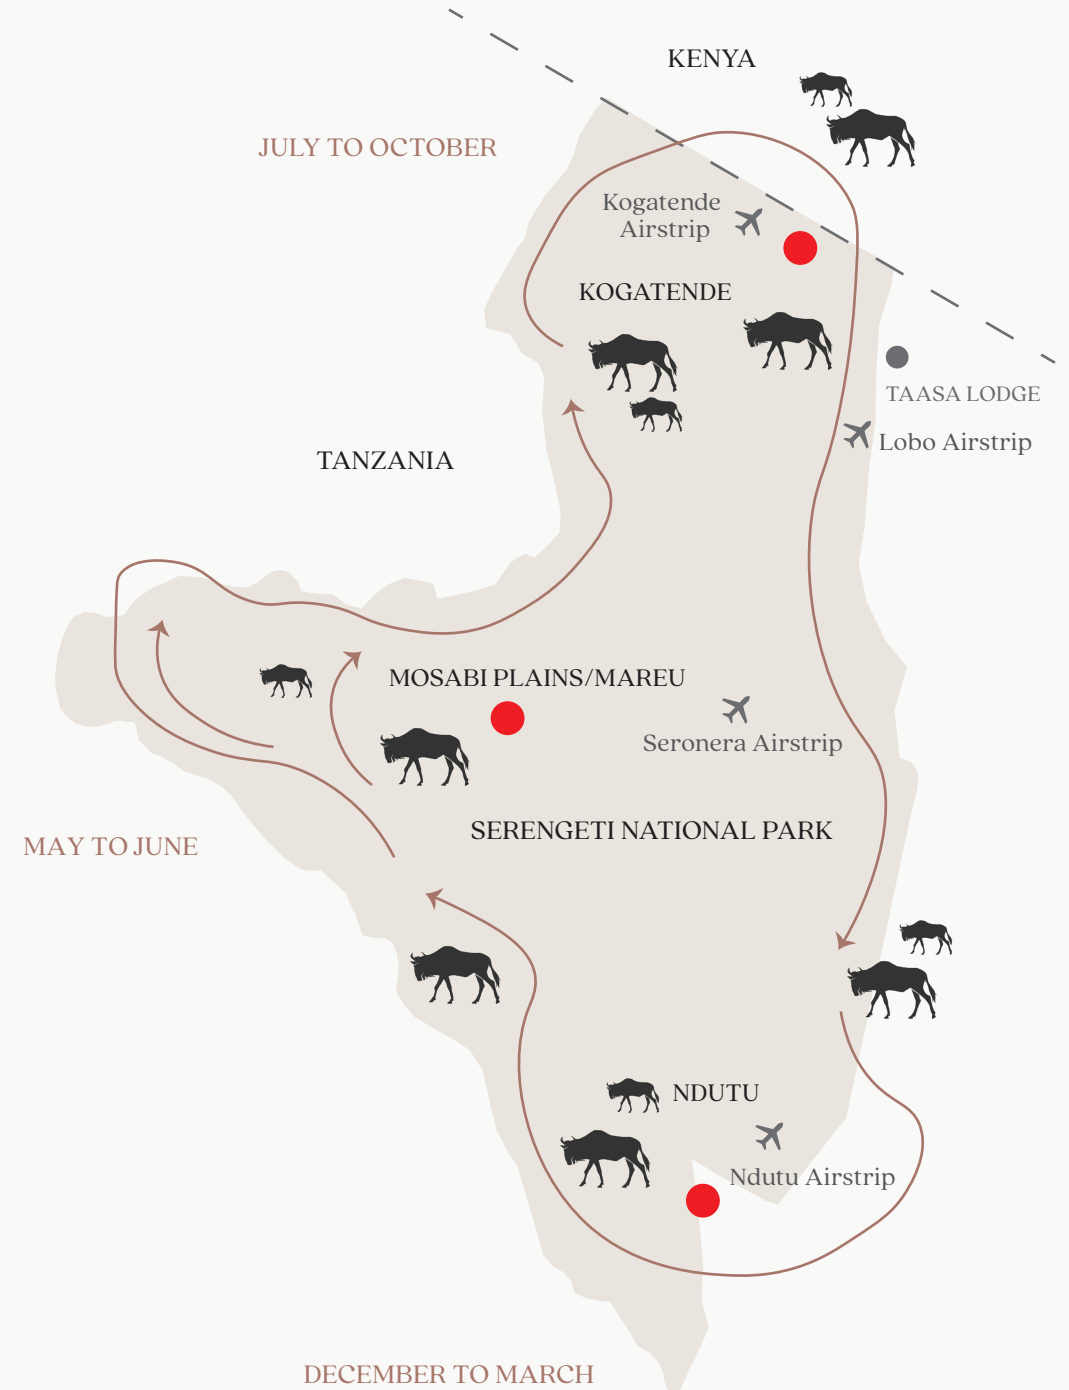 KENYA
JULY TO OCTOBER
Kogatende
Airstrip
KOGATENDE
TAASA LODGE
Lobo Airstrip
TANZANIA
MOSABI PLAINS/MAREU
Seronera Airstrip
SERENGETI NATIONAL PARK
MAY TO JUNE
NDUTU
Ndutu Airstrip
DECEMBER TO MARCH